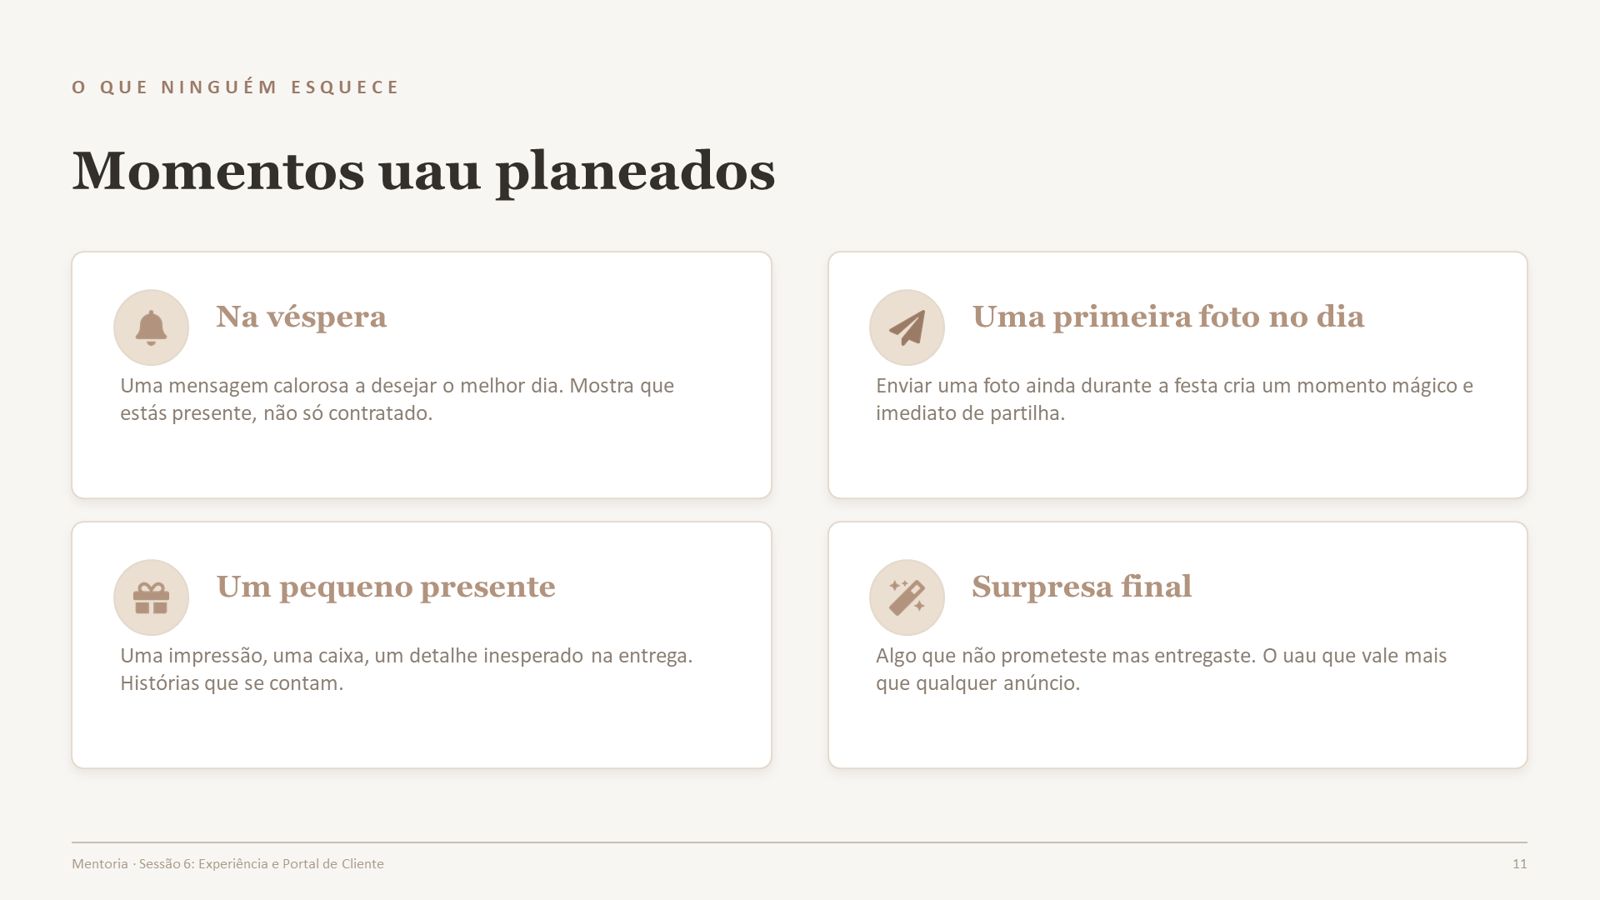 O QUE NINGUÉM ESQUECE
Momentos uau planeados
Na véspera
Uma mensagem calorosa a desejar o melhor dia. Mostra que
estás presente, não só contratado.
Uma primeira foto no dia
Enviar uma foto ainda durante a festa cria um momento mágico e
imediato de partilha.
Um pequeno presente
Uma impressão, uma caixa, um detalhe inesperado na entrega.
Histórias que se contam.
Surpresa final
Algo que não prometeste mas entregaste. O uau que vale mais
que qualquer anúncio.
Mentoria · Sessão 6: Experiência e Portal de Cliente
11